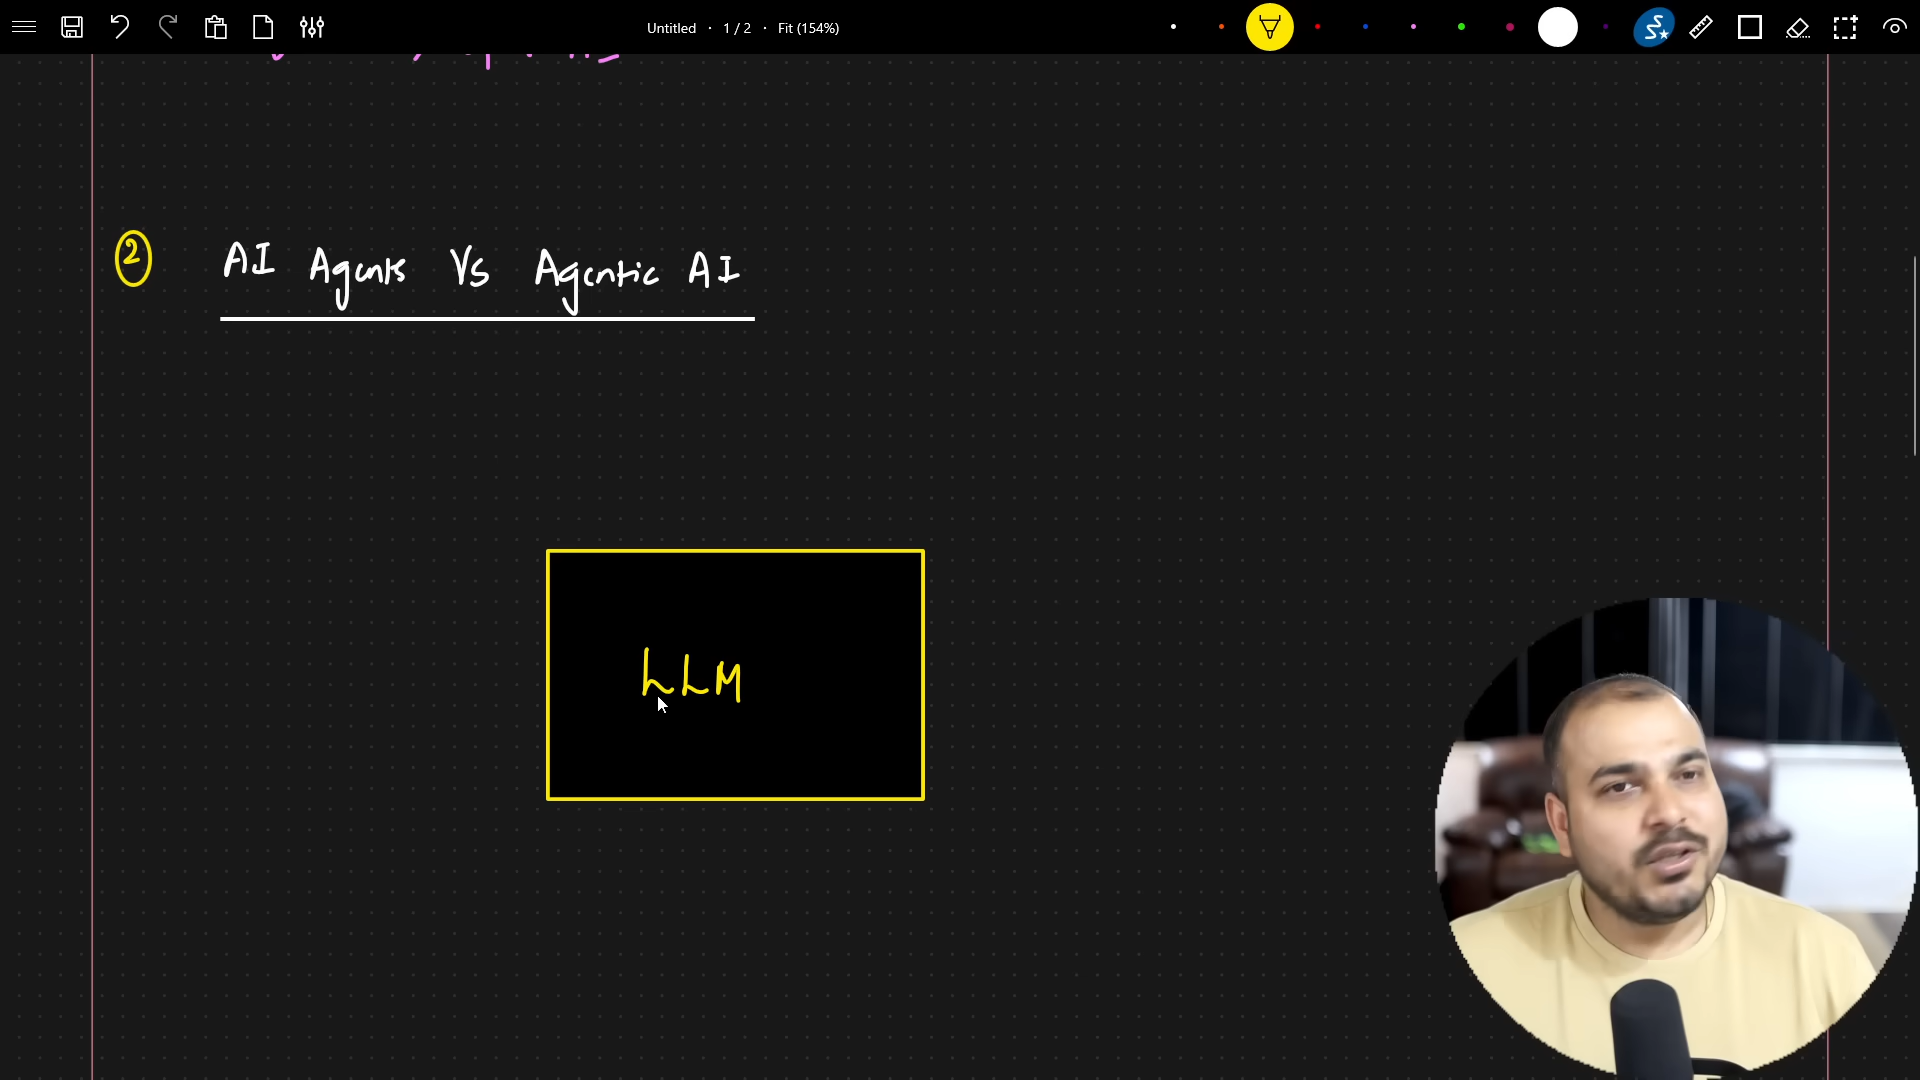 Untitled · 1 / 2 · Fit (154%)
2 AI Agents Vs Agentic AI
LLM